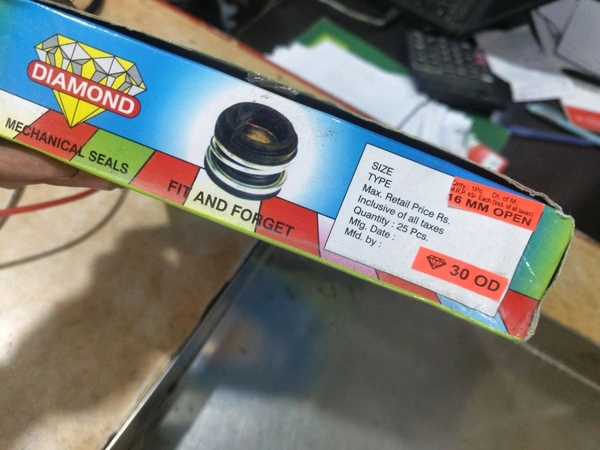 DIAMOND
MECHANICAL SEALS
FIT AND FORGET
SIZE
TYPE
Max. Retail Price Rs.
Inclusive of all taxes
Quantity : 25 Pcs.
Mfg. Date :
Mfd. by :
16 MM OPEN
30 OD